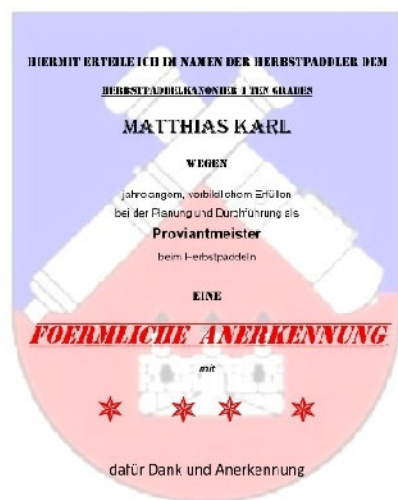 HIERMIT ERTEILE ICH IM NAMEN DER HERBSTPADDLER DEM
HERBSTPADDELKANONIER 1 TEN GRADES
MATTHIAS KARL
WEGEN
jahrelangem, vorbildlichem Erfüllen
bei der Planung und Durchführung als
Proviantmeister
beim Herbstpaddeln
EINE
FOERMLICHE ANERKENNUNG
mit
dafür Dank und Anerkennung